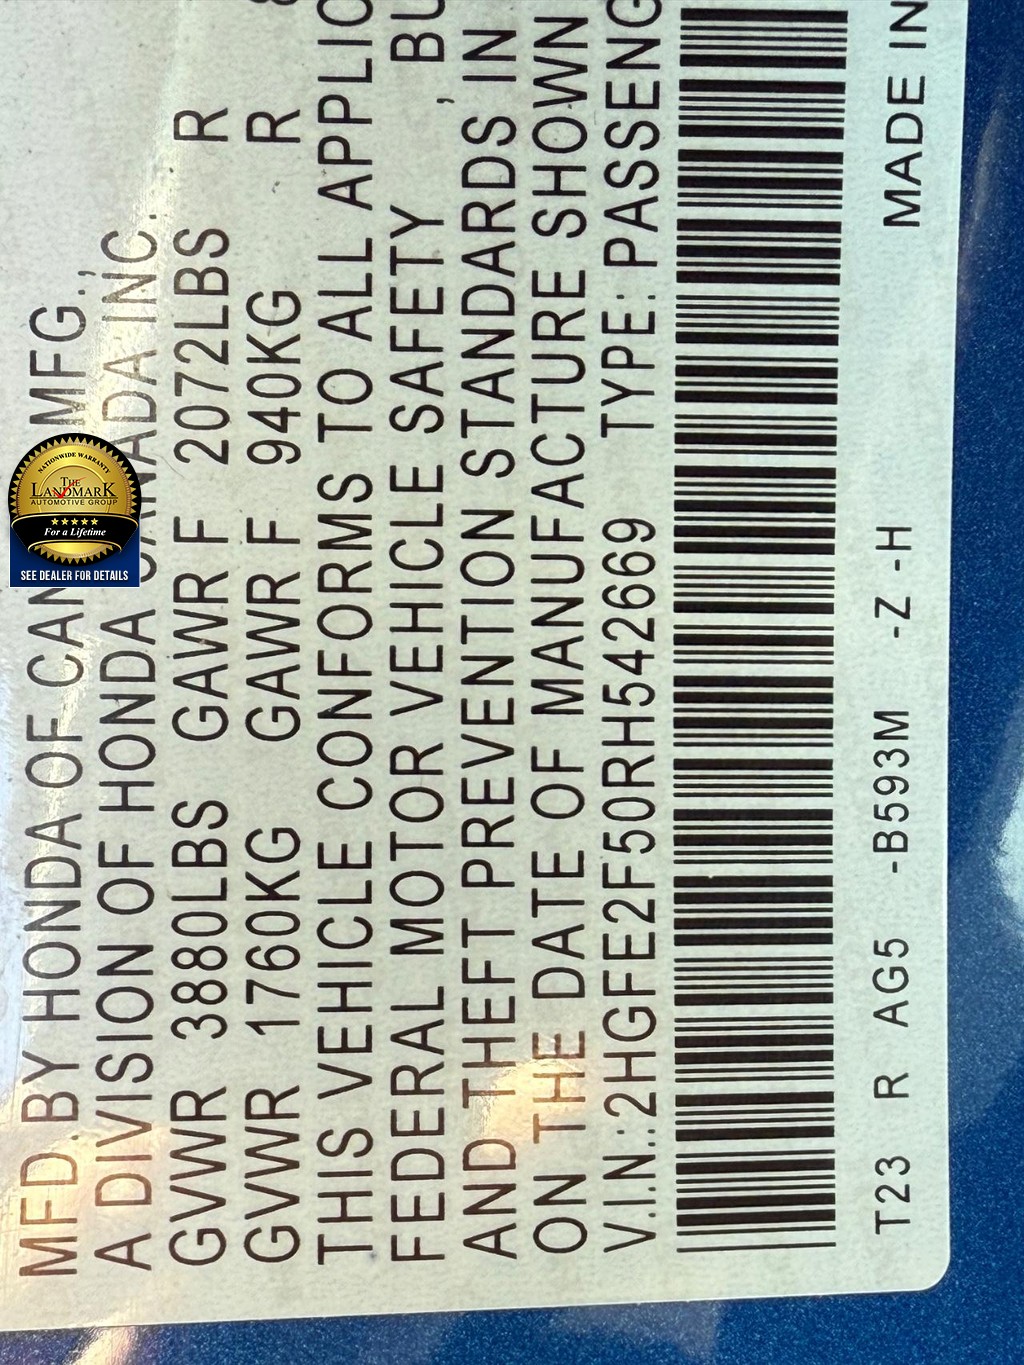 MFD.BY HONDA OF CAN MFG.,
A DIVISION OF HONDA CANADA INC.
GVWR 3880LBS GAWR F 2072LBS R
GVWR 1760KG GAWR F 940KG R
THIS VEHICLE CONFORMS TO ALL APPLIC
FEDERAL MOTOR VEHICLE SAFETY , BU
AND THEFT PREVENTION STANDARDS IN
ON THE DATE OF MANUFACTURE SHOWN
V.I.N.:2HGFE2F50RH542669 TYPE: PASSENG
T23 R AG5 -B593M -Z -H MADE IN
NATIONWIDE WARRANTY
THE
LANDMARK
AUTOMOTIVE GROUP
For a Lifetime
SEE DEALER FOR DETAILS